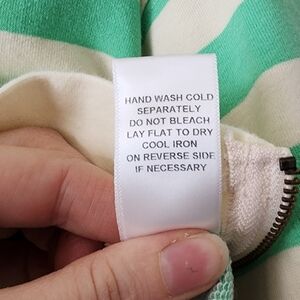 HAND WASH COLD
SEPARATELY
DO NOT BLEACH
LAY FLAT TO DRY
COOL IRON
ON REVERSE SIDE
IF NECESSARY